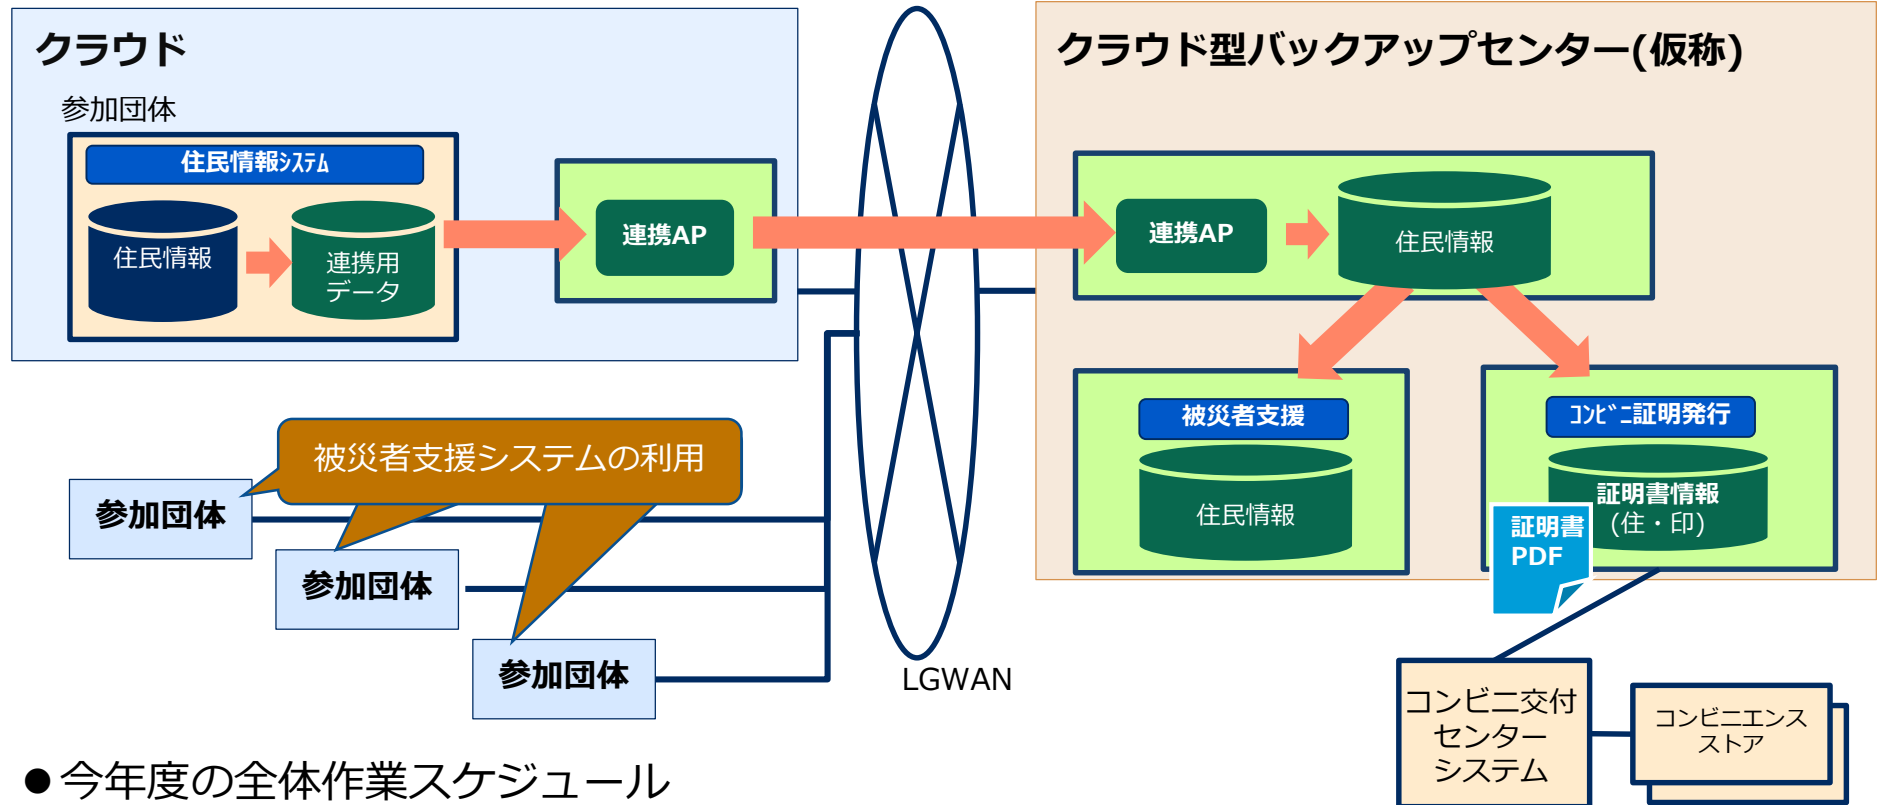 クラウド
参加団体
住民情報ｼｽﾃﾑ
住民情報
連携用
データ
連携AP
クラウド型バックアップセンター(仮称)
連携AP
住民情報
被災者支援
住民情報
ｺﾝﾋﾞﾆ証明発行
証明書情報
(住・印)
証明書
PDF
被災者支援システムの利用
参加団体
参加団体
参加団体
LGWAN
コンビニ交付
センター
システム
コンビニエンス
ストア
●今年度の全体作業スケジュール